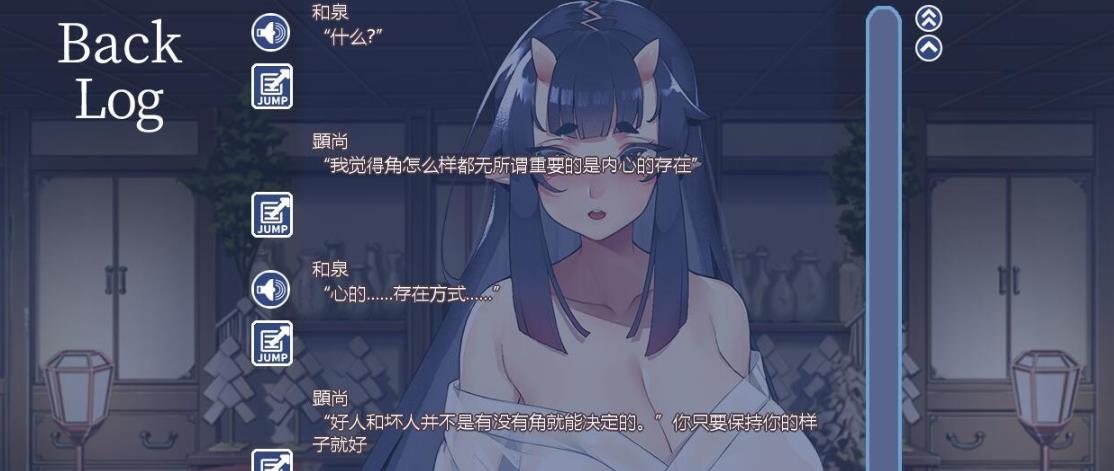 Back
Log
和泉
“什么?”
JUMP
顕尚
“我觉得角怎么样都无所谓重要的是内心的存在”
JUMP
和泉
“心的……存在方式……”
JUMP
顕尚
“好人和坏人并不是有没有角就能决定的。”你只要保持你的样
子就好